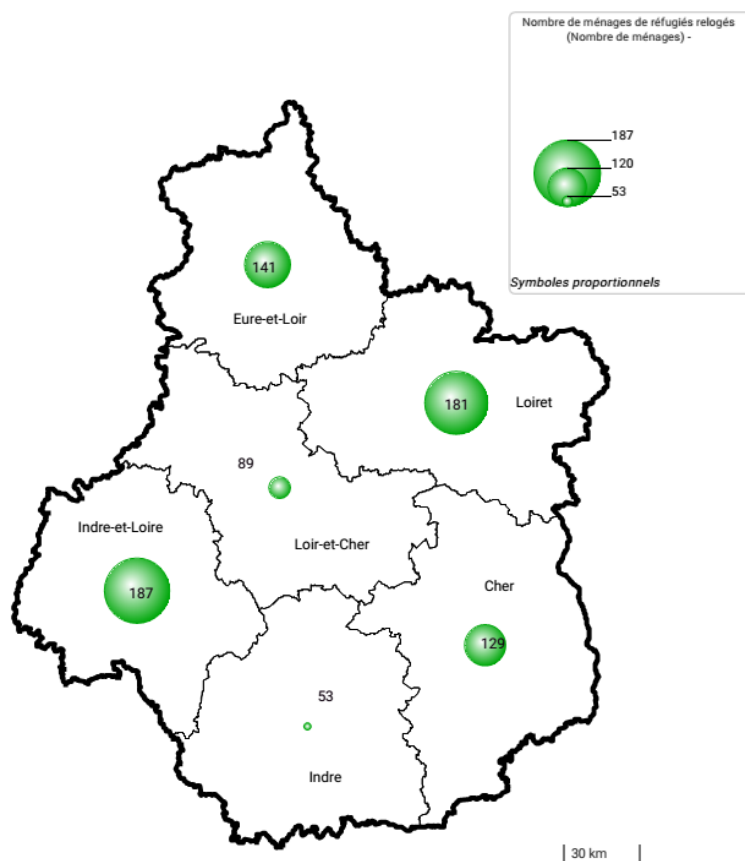 Nombre de ménages de réfugiés relogés
(Nombre de ménages) -
187
120
53
Symboles proportionnels
141
Eure-et-Loir
181
Loiret
89
Loir-et-Cher
Indre-et-Loire
187
Cher
129
53
Indre
30 km